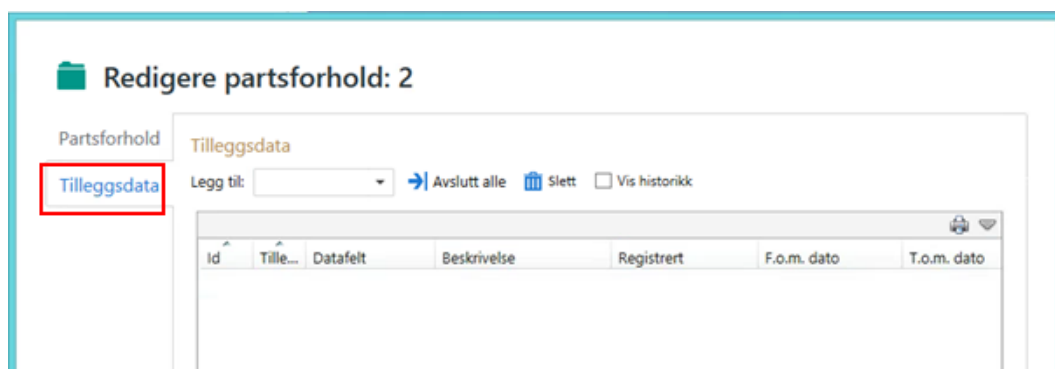 Redigere partsforhold: 2
Partsforhold
Tilleggsdata
Tilleggsdata
Legg til: Avslutt alle Slett Vis historikk
Id Tille... Datafelt Beskrivelse Registrert F.o.m. dato T.o.m. dato